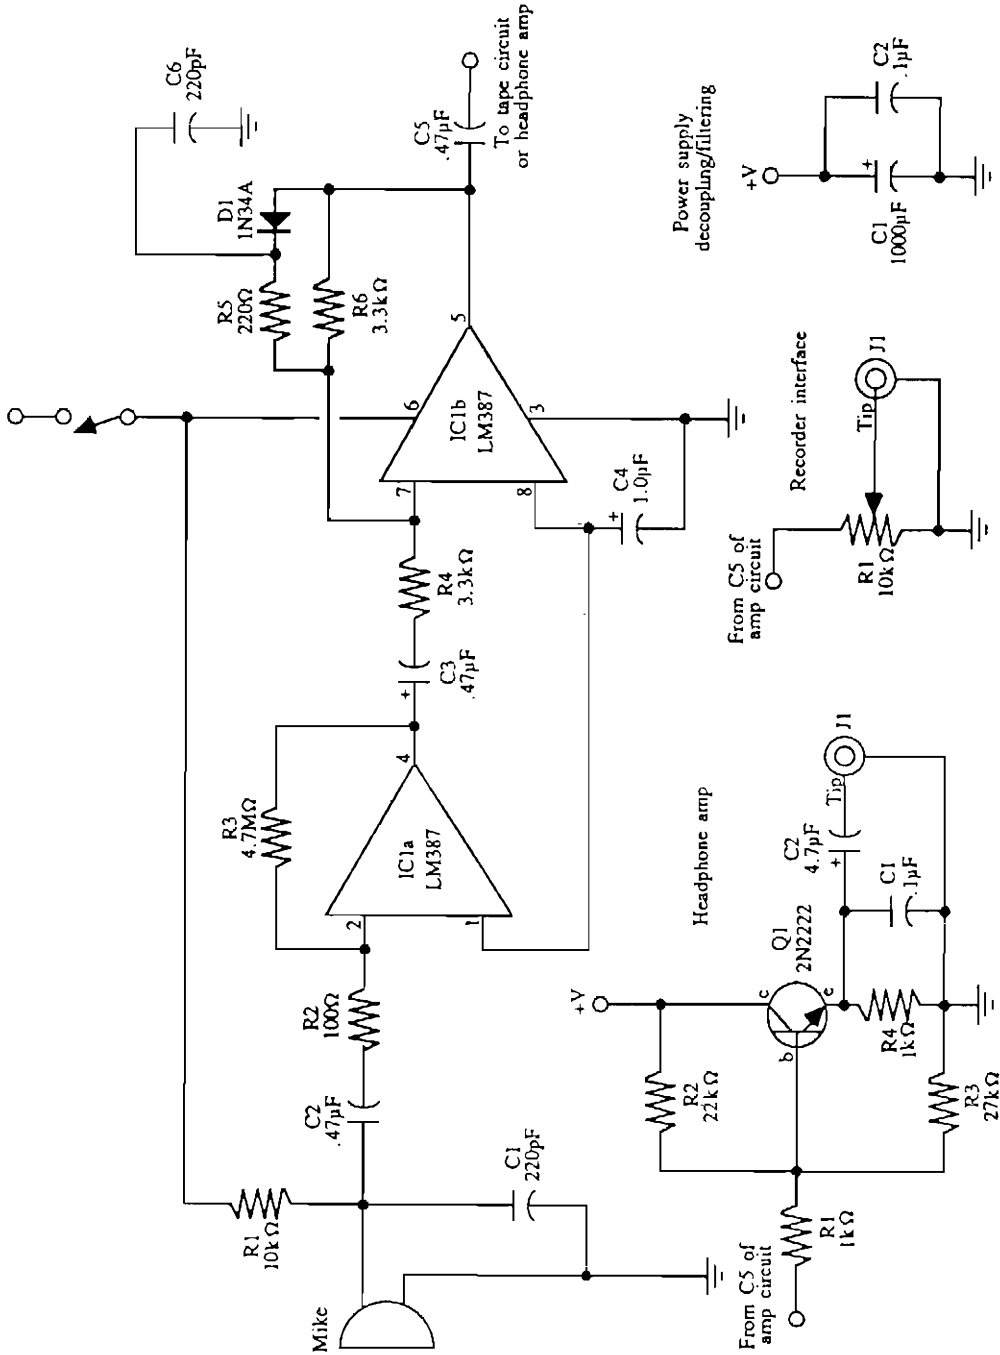 Mike
R1
10kΩ
C1
220pF
C2
.47µF
R2
100Ω
R3
4.7MΩ
2
1
IC1a
LM387
4
+
C3
.47µF
R4
3.3kΩ
7
8
6
3
IC1b
LM387
5
+
C4
1.0µF
R5
220Ω
R6
3.3kΩ
D1
1N34A
C6
220pF
C5
.47µF
To tape circuit
or headphone amp
Headphone amp
From C5 of
amp circuit
R1
1kΩ
R2
22kΩ
R3
27kΩ
+V
b
c
e
Q1
2N2222
R4
1kΩ
C1
.1µF
+
C2
4.7µF
Tip
J1
Recorder interface
From C5 of
amp circuit
R1
10kΩ
Tip
J1
Power supply
decoupling/filtering
+V
+
C1
1000µF
C2
.1µF